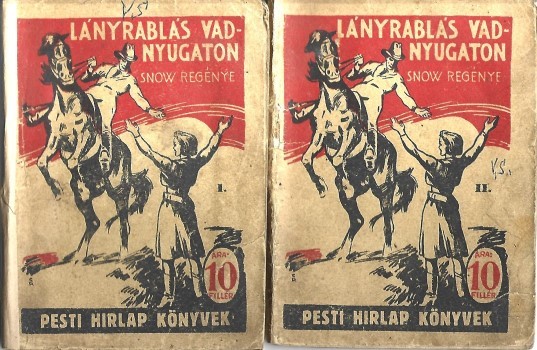 V.S.
LÁNYRABLÁS VAD-
NYUGATON
SNOW REGÉNYE
I.
ÁRA:
10
FILLÉR
PESTI HIRLAP KÖNYVEK
LÁNYRABLÁS VAD-
NYUGATON
SNOW REGÉNYE
V.S.
II.
ÁRA:
10
FILLÉR
PESTI HIRLAP KÖNYVEK